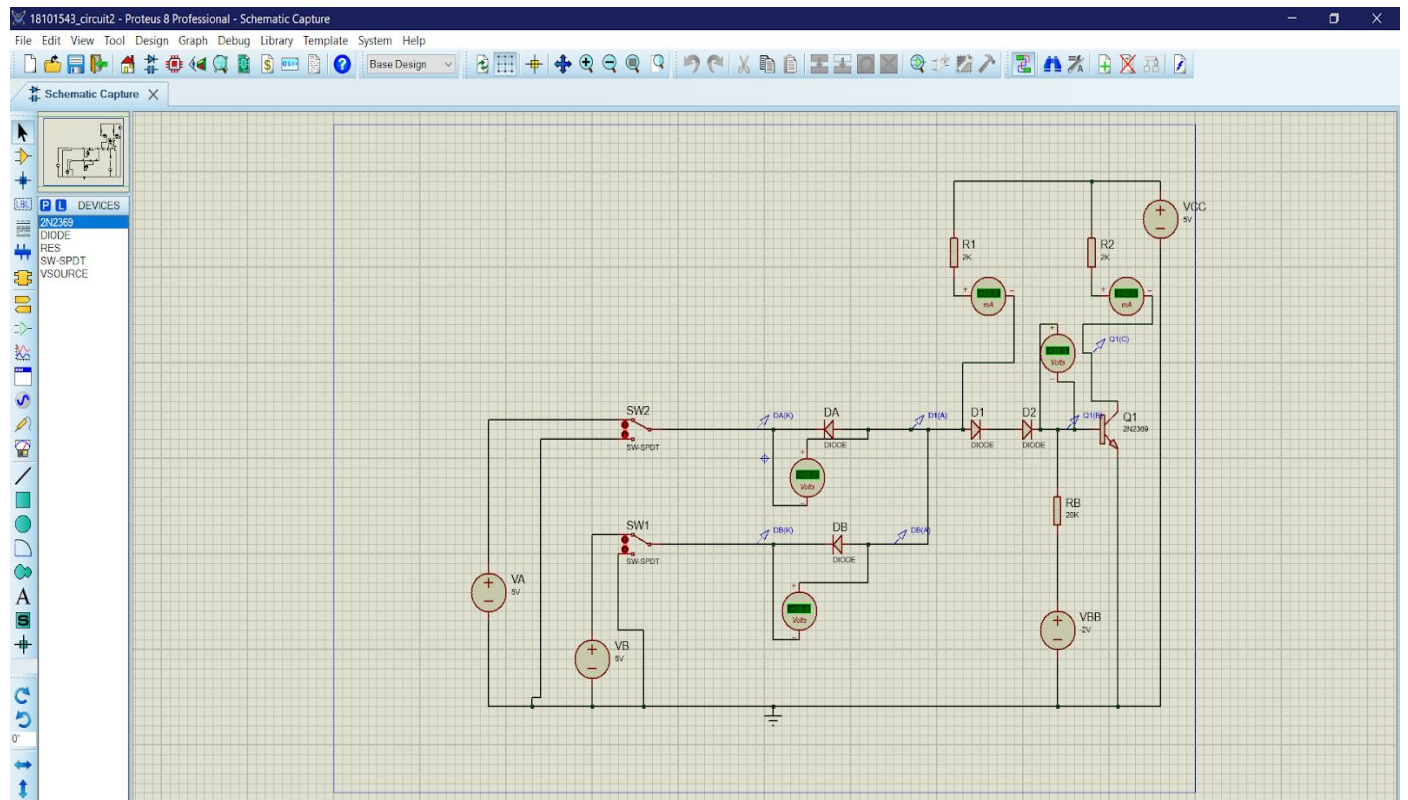 18101543_circuit2 - Proteus 8 Professional - Schematic Capture
File Edit View Tool Design Graph Debug Library Template System Help
Base Design
Schematic Capture
P L DEVICES
2N2369
DIODE
RES
SW-SPDT
VSOURCE
LBL
A
S
0°
VCC
5V
R1
2K
R2
2K
mA
mA
Volts
Q1(C)
SW2
SW-SPDT
DA(K)
DA
DIODE
D1(A)
D1
DIODE
D2
DIODE
Q1(B)
Q1
2N2369
Volts
RB
20K
SW1
SW-SPDT
DB(K)
DB
DIODE
DB(A)
VA
5V
Volts
VBB
-2V
VB
5V